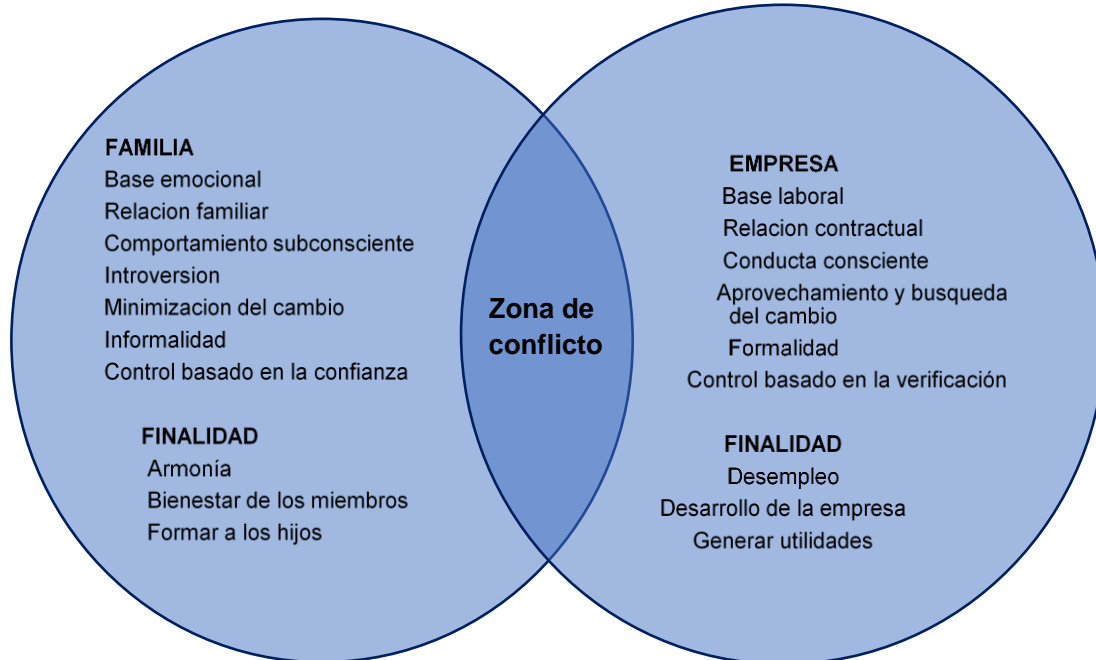 FAMILIA
Base emocional
Relacion familiar
Comportamiento subconsciente
Introversion
Minimizacion del cambio
Informalidad
Control basado en la confianza
FINALIDAD
Armonía
Bienestar de los miembros
Formar a los hijos
Zona de
conflicto
EMPRESA
Base laboral
Relacion contractual
Conducta consciente
Aprovechamiento y busqueda
del cambio
Formalidad
Control basado en la verificación
FINALIDAD
Desempleo
Desarrollo de la empresa
Generar utilidades